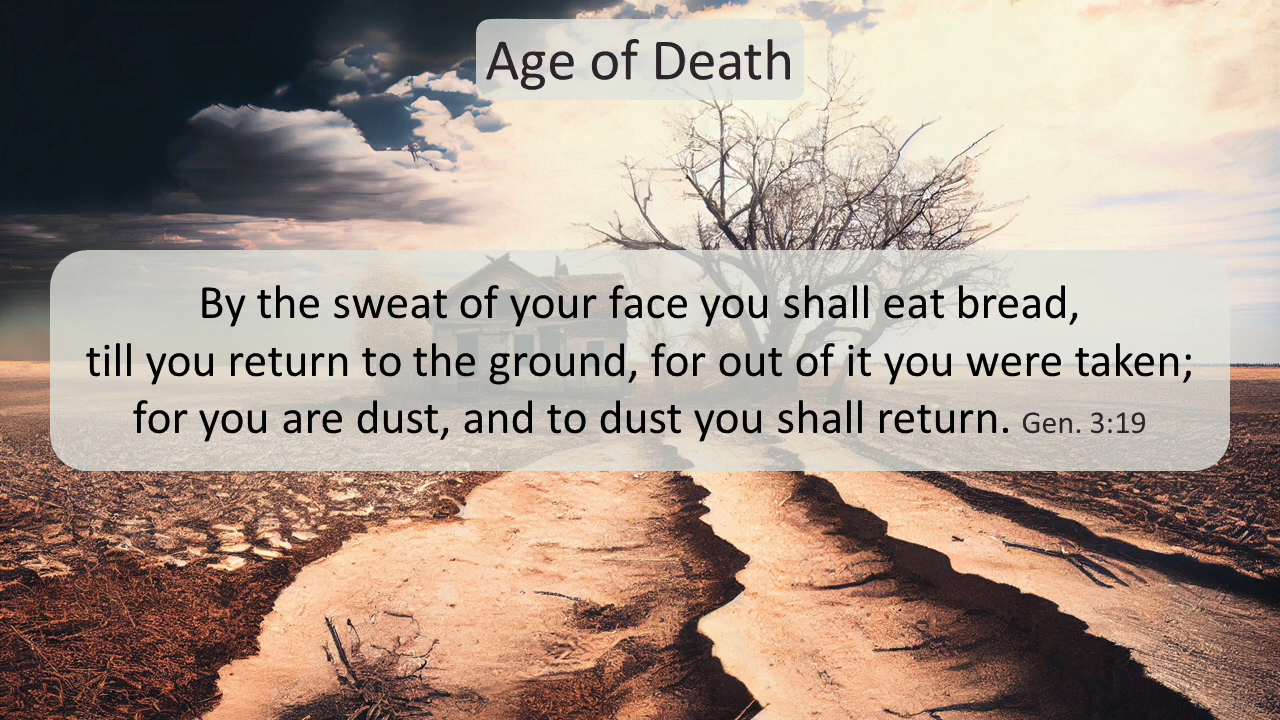 Age of Death
By the sweat of your face you shall eat bread,
till you return to the ground, for out of it you were taken;
for you are dust, and to dust you shall return. Gen. 3:19